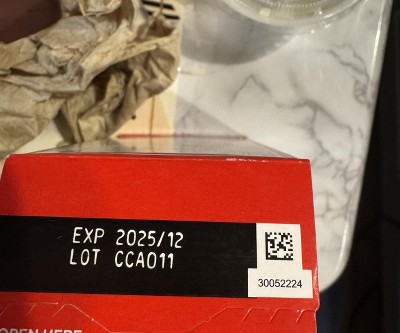 EXP 2025/12
LOT CCA011
30052224
OPEN HERE